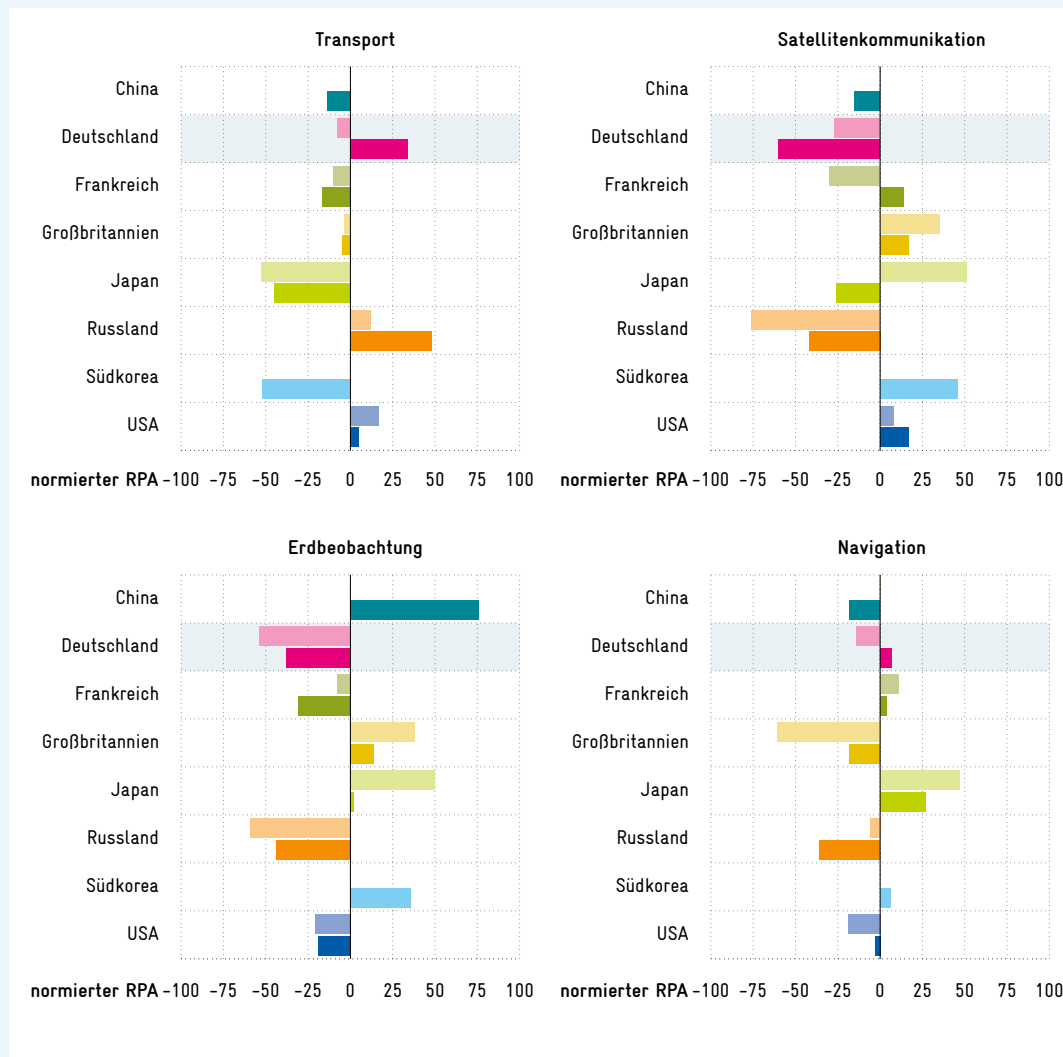 Transport
China
Deutschland
Frankreich
Großbritannien
Japan
Russland
Südkorea
USA
normierter RPA -100 -75 -50 -25 0 25 50 75 100
Satellitenkommunikation
China
Deutschland
Frankreich
Großbritannien
Japan
Russland
Südkorea
USA
normierter RPA -100 -75 -50 -25 0 25 50 75 100
Erdbeobachtung
China
Deutschland
Frankreich
Großbritannien
Japan
Russland
Südkorea
USA
normierter RPA -100 -75 -50 -25 0 25 50 75 100
Navigation
China
Deutschland
Frankreich
Großbritannien
Japan
Russland
Südkorea
USA
normierter RPA -100 -75 -50 -25 0 25 50 75 100